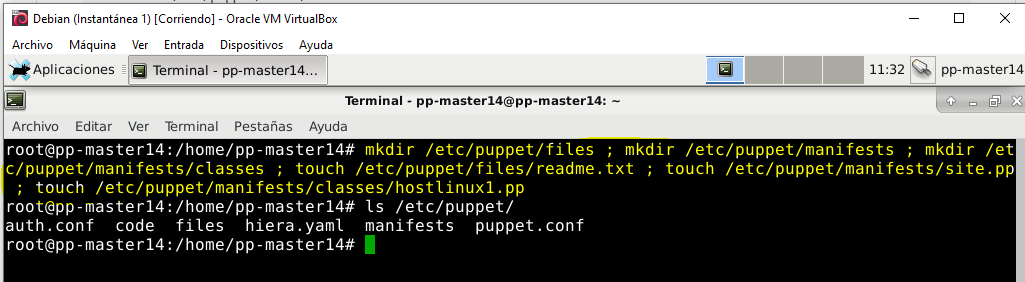 Debian (Instantánea 1) [Corriendo] - Oracle VM VirtualBox
Archivo Máquina Ver Entrada Dispositivos Ayuda
Aplicaciones Terminal - pp-master14... 11:32 pp-master14
Terminal - pp-master14@pp-master14: ~
Archivo Editar Ver Terminal Pestañas Ayuda
root@pp-master14:/home/pp-master14# mkdir /etc/puppet/files ; mkdir /etc/puppet/manifests ; mkdir /et
c/puppet/manifests/classes ; touch /etc/puppet/files/readme.txt ; touch /etc/puppet/manifests/site.pp
; touch /etc/puppet/manifests/classes/hostlinux1.pp
root@pp-master14:/home/pp-master14# ls /etc/puppet/
auth.conf code files hiera.yaml manifests puppet.conf
root@pp-master14:/home/pp-master14#